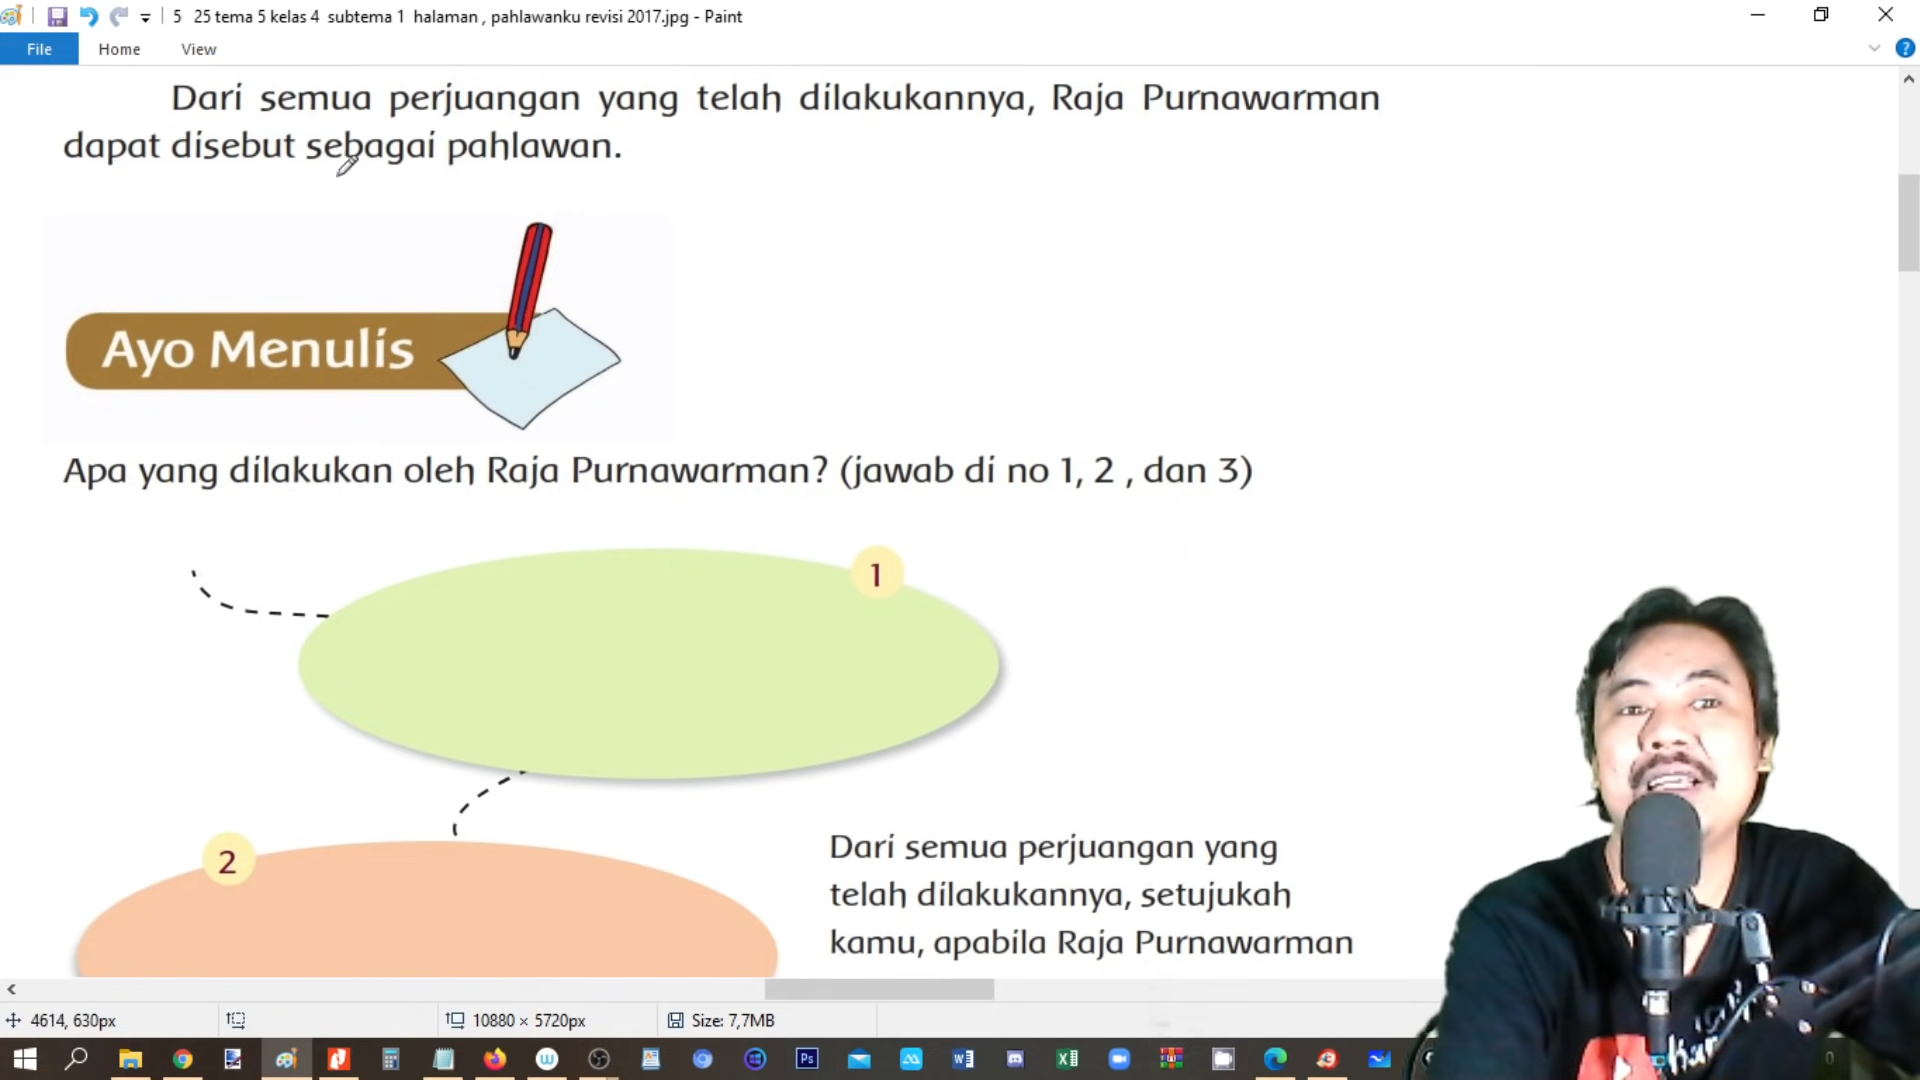 5 25 tema 5 kelas 4 subtema 1 halaman , pahlawanku revisi 2017.jpg - Paint
File Home View
Dari semua perjuangan yang telah dilakukannya, Raja Purnawarman
dapat disebut sebagai pahlawan.
Ayo Menulis
Apa yang dilakukan oleh Raja Purnawarman? (jawab di no 1, 2 , dan 3)
1
2
Dari semua perjuangan yang
telah dilakukannya, setujukah
kamu, apabila Raja Purnawarman
4614, 630px 10880 × 5720px Size: 7,7MB